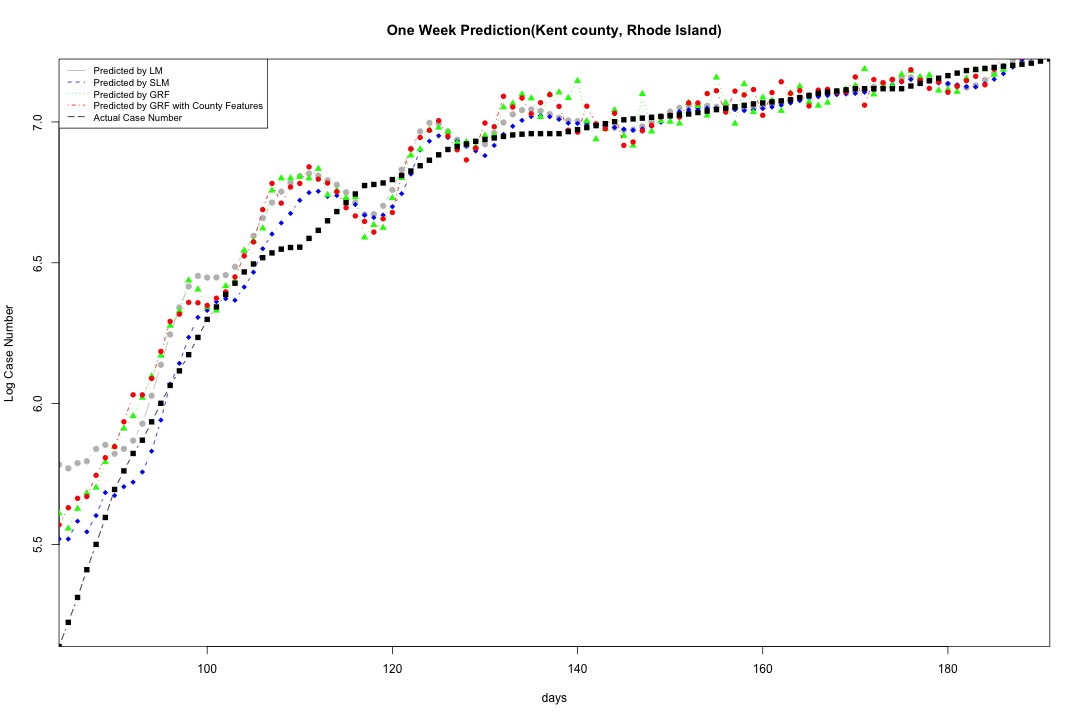 One Week Prediction(Kent county, Rhode Island)
Predicted by LM
Predicted by SLM
Predicted by GRF
Predicted by GRF with County Features
Actual Case Number
7.0
6.5
6.0
5.5
Log Case Number
100 120 140 160 180
days